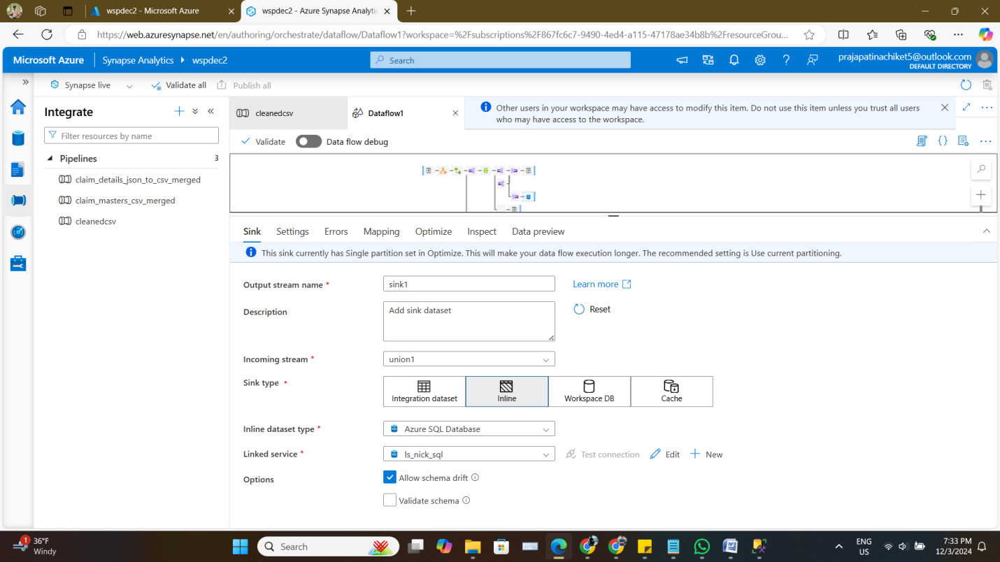 wspdec2 - Microsoft Azure
wspdec2 - Azure Synapse Analytic
https://web.azuresynapse.net/en/authoring/orchestrate/dataflow/Dataflow1?workspace=%2Fsubscriptions%2F867fc6c7-9490-4ed4-a115-47178ae34b8b%2FresourceGrou...
Microsoft Azure
Synapse Analytics
wspdec2
Search
prajapatinachiket5@outlook.com
DEFAULT DIRECTORY
Synapse live
Validate all
Publish all
Integrate
Filter resources by name
Pipelines
3
claim_details_json_to_csv_merged
claim_masters_csv_merged
cleanedcsv
cleanedcsv
Dataflow1
Other users in your workspace may have access to modify this item. Do not use this item unless you trust all users
who may have access to the workspace.
Validate
Data flow debug
Sink
Settings
Errors
Mapping
Optimize
Inspect
Data preview
This sink currently has Single partition set in Optimize. This will make your data flow execution longer. The recommended setting is Use current partitioning.
Output stream name *
sink1
Learn more
Description
Add sink dataset
Reset
Incoming stream *
union1
Sink type *
Integration dataset
Inline
Workspace DB
Cache
Inline dataset type *
Azure SQL Database
Linked service *
ls_nick_sql
Test connection
Edit
New
Options
Allow schema drift
Validate schema
1
36°F
Windy
Search
ENG
US
7:33 PM
12/3/2024